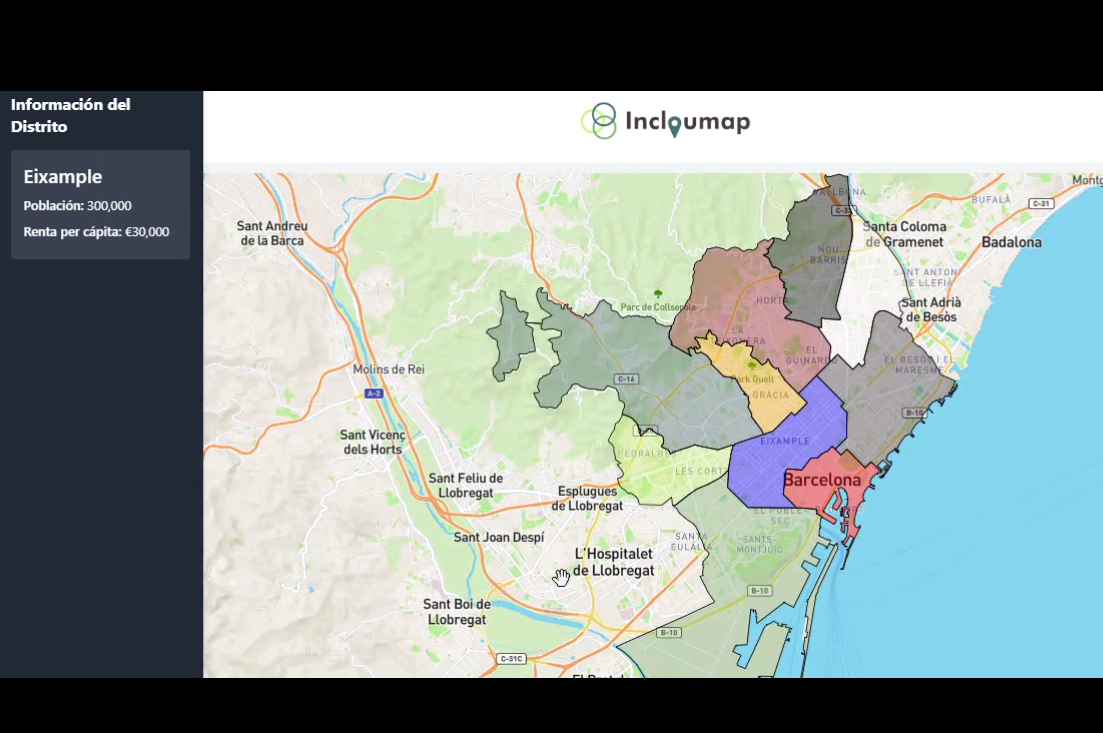 Información del
Distrito
Eixample
Población: 300,000
Renta per cápita: €30,000
Incloumap
VALLBONA
Montg
BUFALÀ
C-31
C-33
Sant Andreu
de la Barca
Santa Coloma
de Gramenet
Badalona
NOU
BARRIS
SANT ANTONI
DE LLEFIÀ
Parc de Collserola
HORTA
Sant Adrià
de Besòs
LA
EL
GUINARDÓ
EL BESÒS I EL
MARESME
Molins de Rei
C-16
Park Guell
A-2
GRÀCIA
B-10
Sant Vicenç
dels Horts
EIXAMPLE
PEDRALBES
LES CORTS
Barcelona
Sant Feliu de
Llobregat
Esplugues
de Llobregat
EL POBLE-
SEC
Sant Joan Despí
SANTA
EULÀLIA
SANTS-
MONTJUÏC
L'Hospitalet
de Llobregat
B-10
Sant Boi de
Llobregat
B-10
C-31C
El Prat del